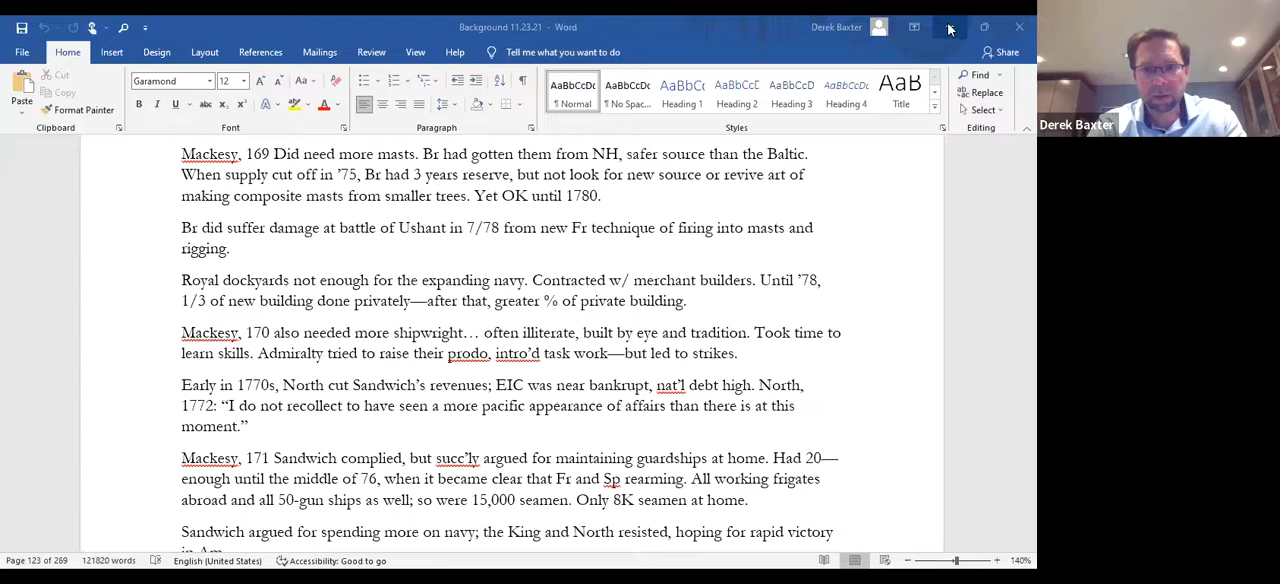 Background 11.23.21 - Word
Derek Baxter
File Home Insert Design Layout References Mailings Review View Help Tell me what you want to do Share
Paste
Cut
Copy
Format Painter
Clipboard
Garamond 12
Font
Paragraph
AaBbCcDc AaBbCcDc AaBbC AaBbCcD AaBbCcD AaBbCcD AaB
¶ Normal ¶ No Spac... Heading 1 Heading 2 Heading 3 Heading 4 Title
Styles
Find
Replace
Select
Editing
Derek Baxter
Mackesy, 169 Did need more masts. Br had gotten them from NH, safer source than the Baltic.
When supply cut off in ’75, Br had 3 years reserve, but not look for new source or revive art of
making composite masts from smaller trees. Yet OK until 1780.
Br did suffer damage at battle of Ushant in 7/78 from new Fr technique of firing into masts and
rigging.
Royal dockyards not enough for the expanding navy. Contracted w/ merchant builders. Until ’78,
1/3 of new building done privately—after that, greater % of private building.
Mackesy, 170 also needed more shipwright… often illiterate, built by eye and tradition. Took time to
learn skills. Admiralty tried to raise their prodo, intro’d task work—but led to strikes.
Early in 1770s, North cut Sandwich’s revenues; EIC was near bankrupt, nat’l debt high. North,
1772: “I do not recollect to have seen a more pacific appearance of affairs than there is at this
moment.”
Mackesy, 171 Sandwich complied, but succ’ly argued for maintaining guardships at home. Had 20—
enough until the middle of 76, when it became clear that Fr and Sp rearming. All working frigates
abroad and all 50-gun ships as well; so were 15,000 seamen. Only 8K seamen at home.
Sandwich argued for spending more on navy; the King and North resisted, hoping for rapid victory
in Am
Page 123 of 269 121820 words English (United States) Accessibility: Good to go 140%